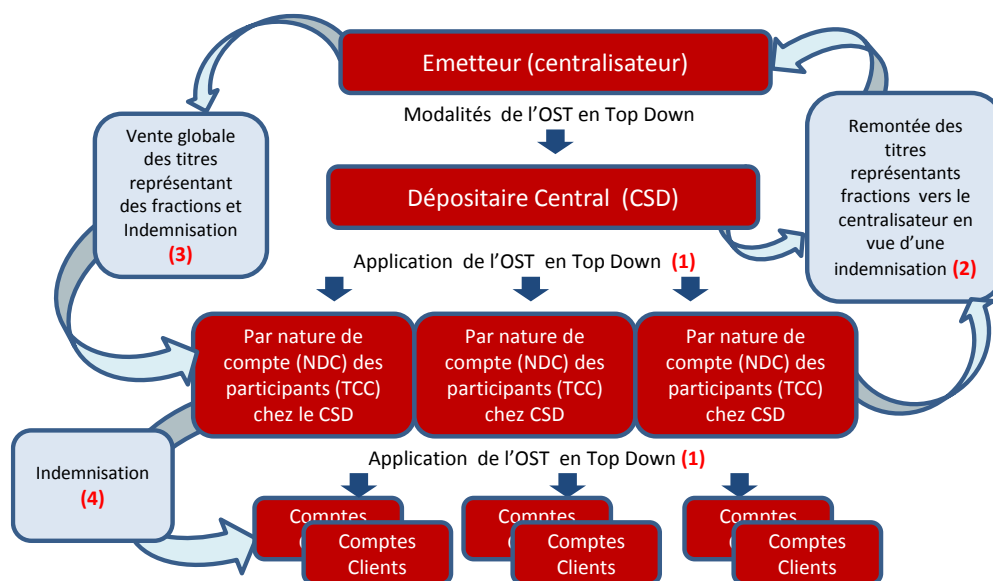 Emetteur (centralisateur)
Modalités de l'OST en Top Down
Vente globale
des titres
représentant
des fractions et
Indemnisation
(3)
Remontée des
titres
représentants
fractions vers le
centralisateur en
vue d'une
indemnisation (2)
Dépositaire Central (CSD)
Application de l'OST en Top Down (1)
Par nature de
compte (NDC) des
participants (TCC)
chez le CSD
Par nature de
compte (NDC) des
participants (TCC)
chez CSD
Par nature de
compte (NDC) des
participants (TCC)
chez CSD
Application de l'OST en Top Down (1)
Indemnisation
(4)
Comptes
Comptes
Clients
Comptes
Comptes
Clients
Comptes
Comptes
Clients